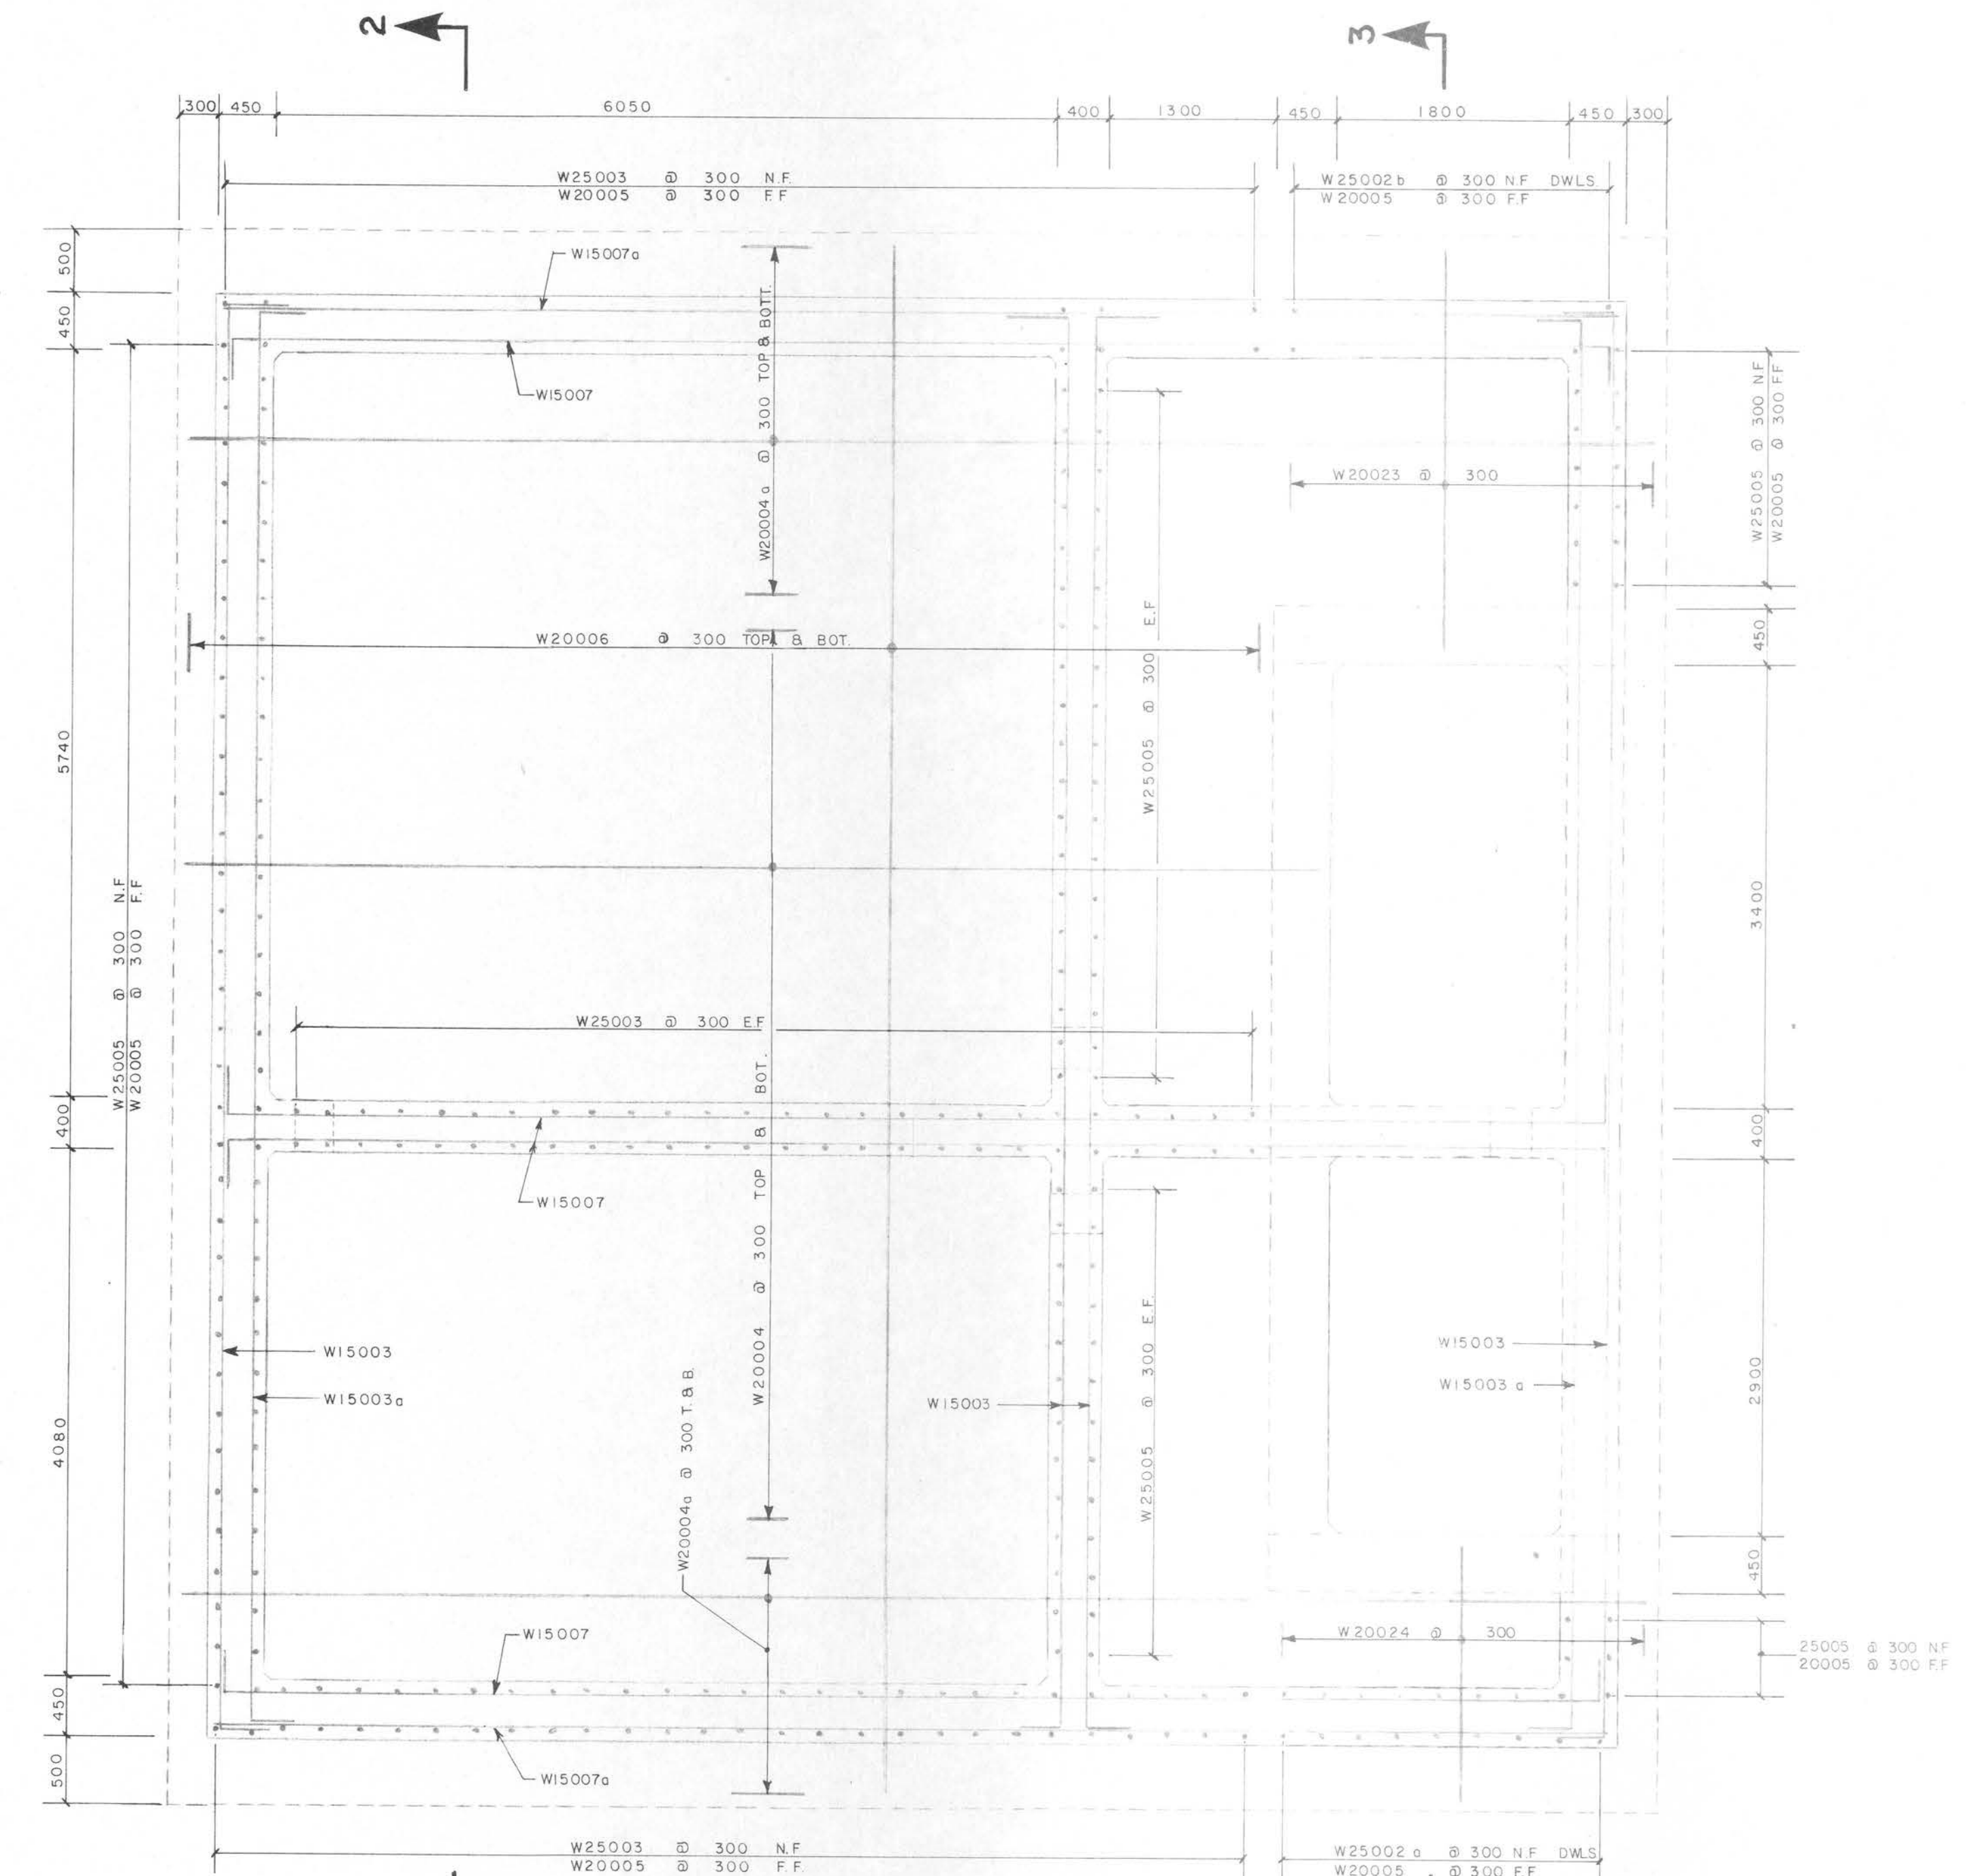 2
3
300 450 6050 400 1300 450 1800 450 300
W25003 @ 300 N.F.
W20005 @ 300 F.F
W25002b @ 300 N.F DWLS.
W20005 @ 300 F.F
500
W15007a
450
W20004a @ 300 TOP & BOTT.
W15007
W25005 @ 300 NF
W20005 @ 300 FF
W20023 @ 300
W20006 @ 300 TOP & BOT.
W25005 @ 300 E.F
450
5740
3400
W25005 @ 300 N.F
W20005 @ 300 F.F
W25003 @ 300 E.F
400
400
W15007
W20004 @ 300 TOP & BOT.
W15003
W15003a
W20004a @ 300 T. & B.
W15003
W25005 @ 300 E.F.
W15003
W15003 a
2900
4080
450
W15007
W20024 @ 300
25005 @ 300 N.F
20005 @ 300 F.F
450
500
W15007a
W25003 @ 300 N.F
W20005 @ 300 F.F.
W25002 a @ 300 N.F DWLS
W20005 @ 300 F.F